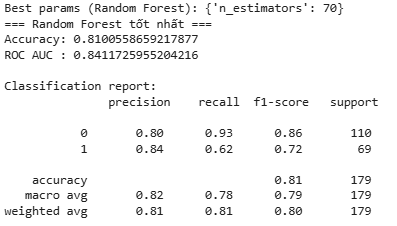 Best params (Random Forest): {'n_estimators': 70}
=== Random Forest tốt nhất ===
Accuracy: 0.8100558659217877
ROC AUC : 0.8411725955204216
Classification report:
precision recall f1-score support
0 0.80 0.93 0.86 110
1 0.84 0.62 0.72 69
accuracy 0.81 179
macro avg 0.82 0.78 0.79 179
weighted avg 0.81 0.81 0.80 179